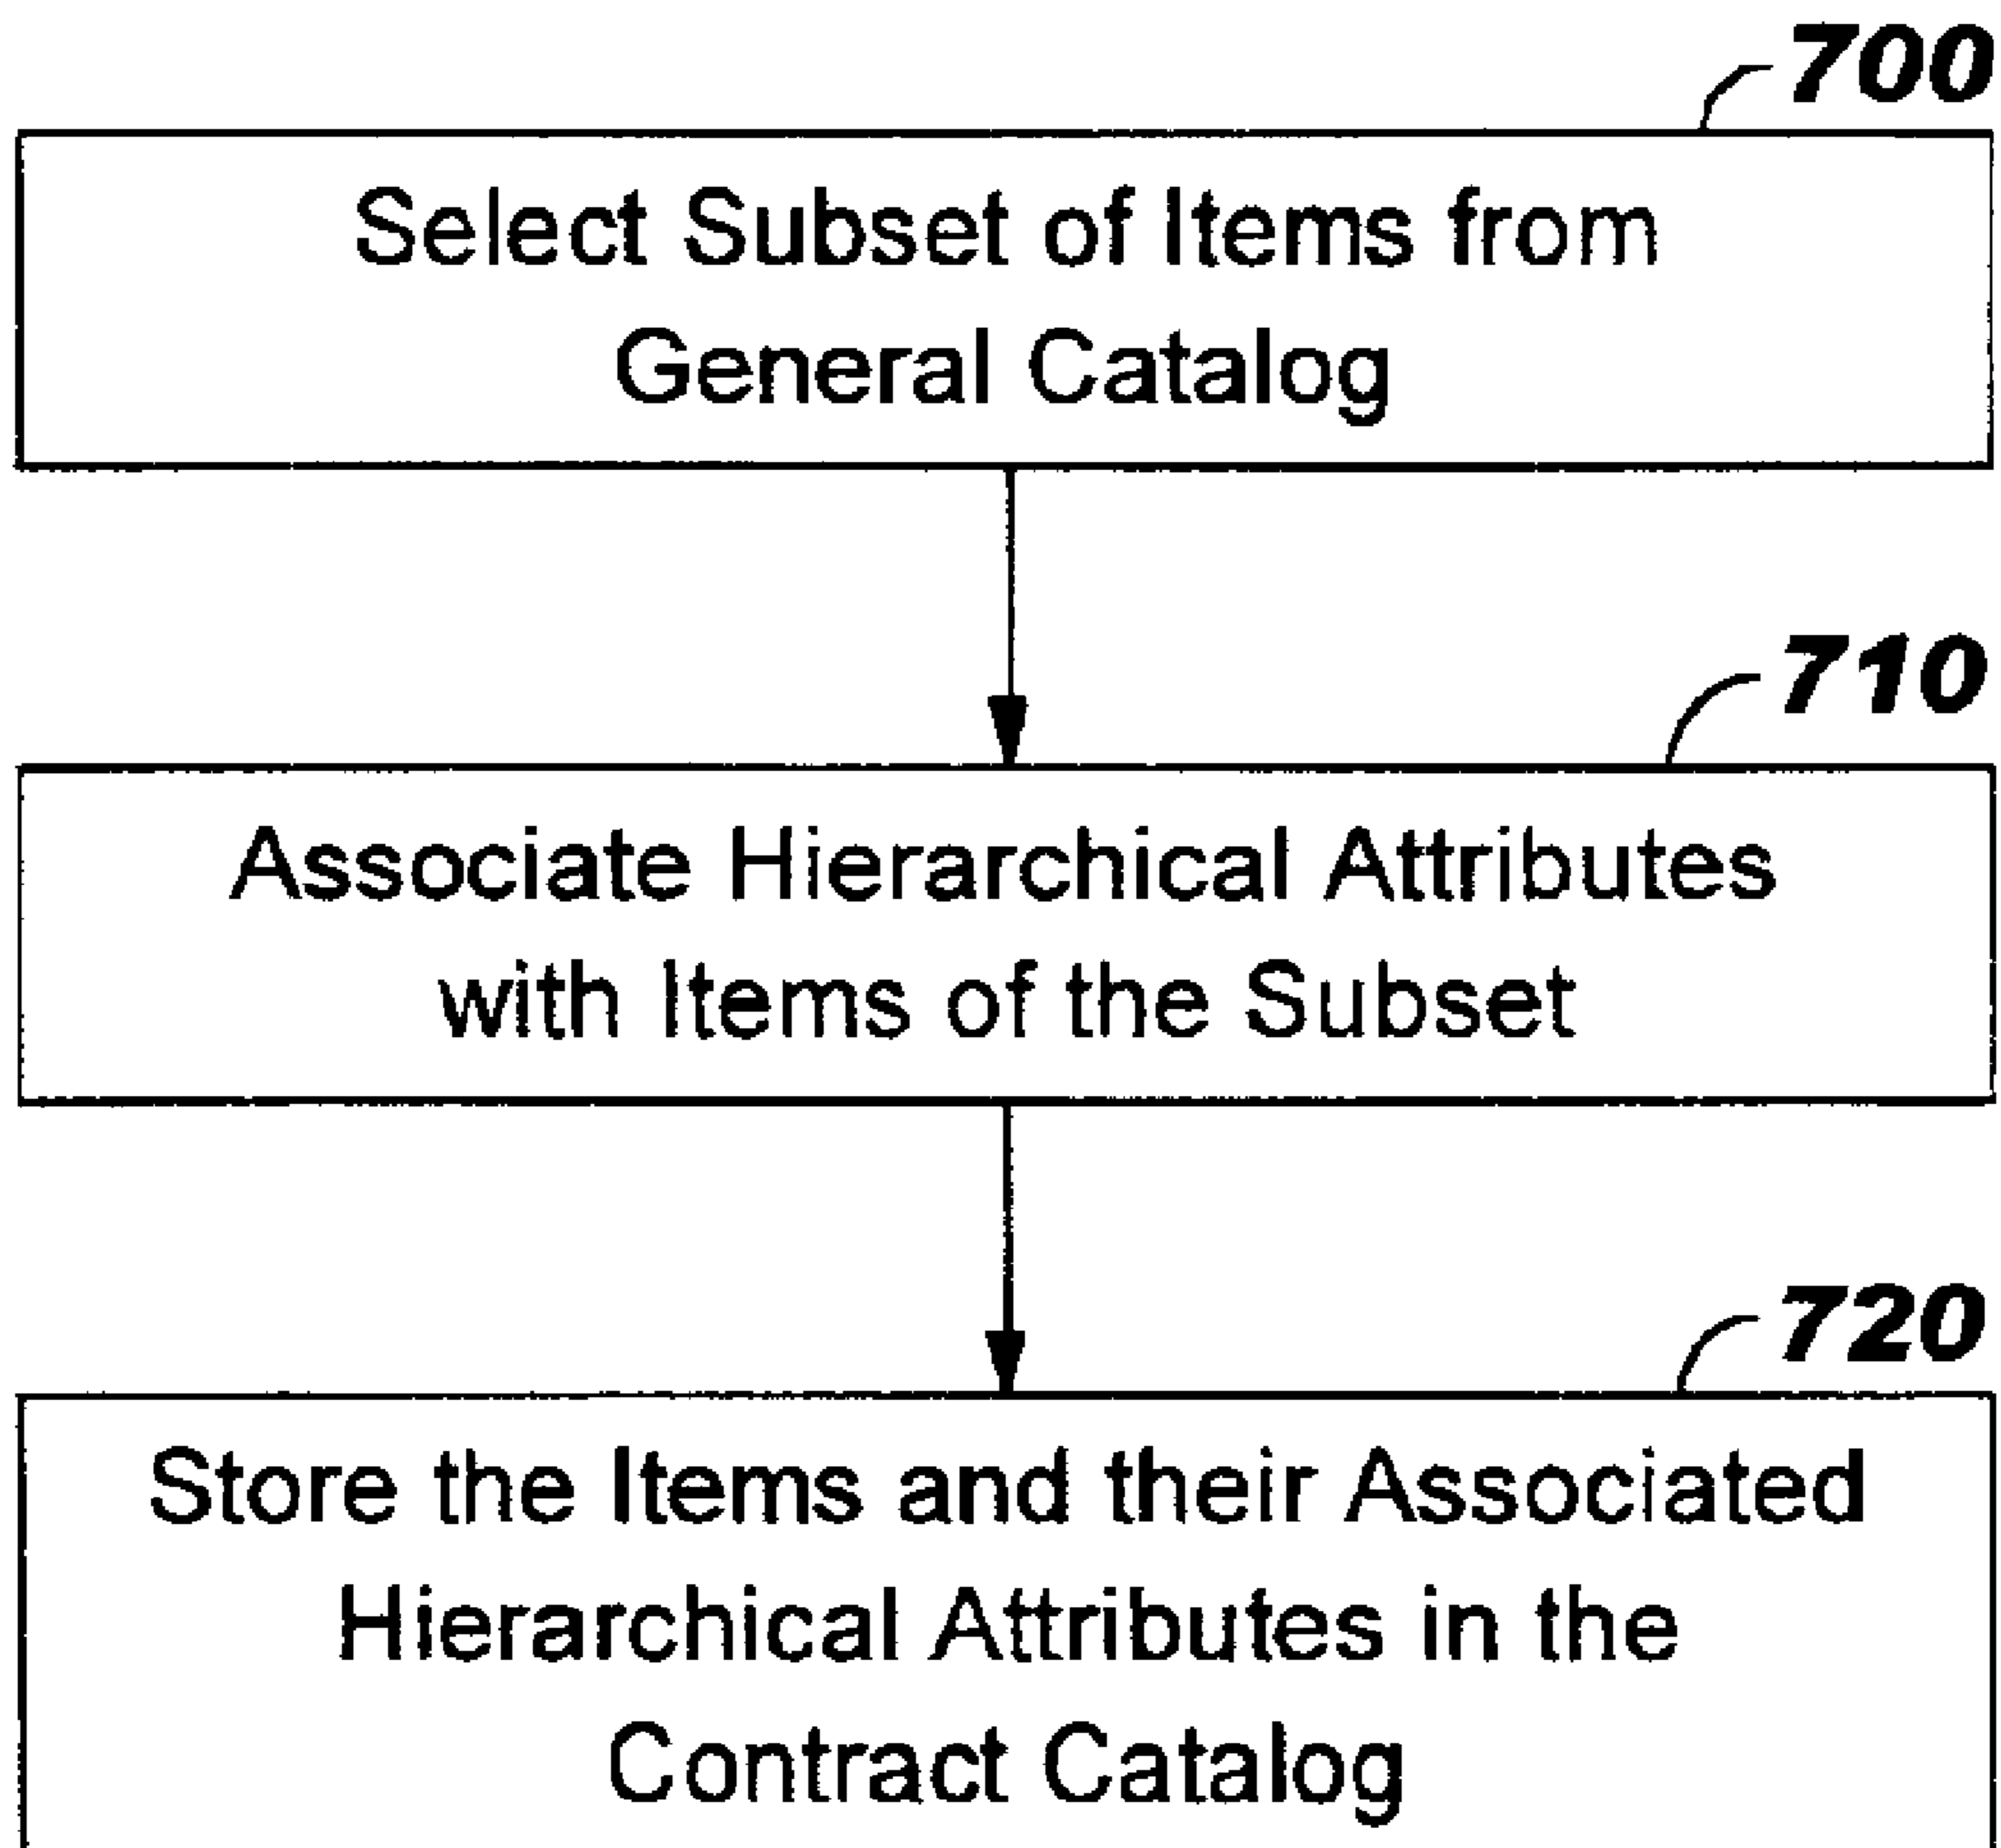 700
Select Subset of Items from
General Catalog
710
Associate Hierarchical Attributes
with Items of the Subset
720
Store the Items and their Associated
Hierarchical Attributes in the
Contract Catalog